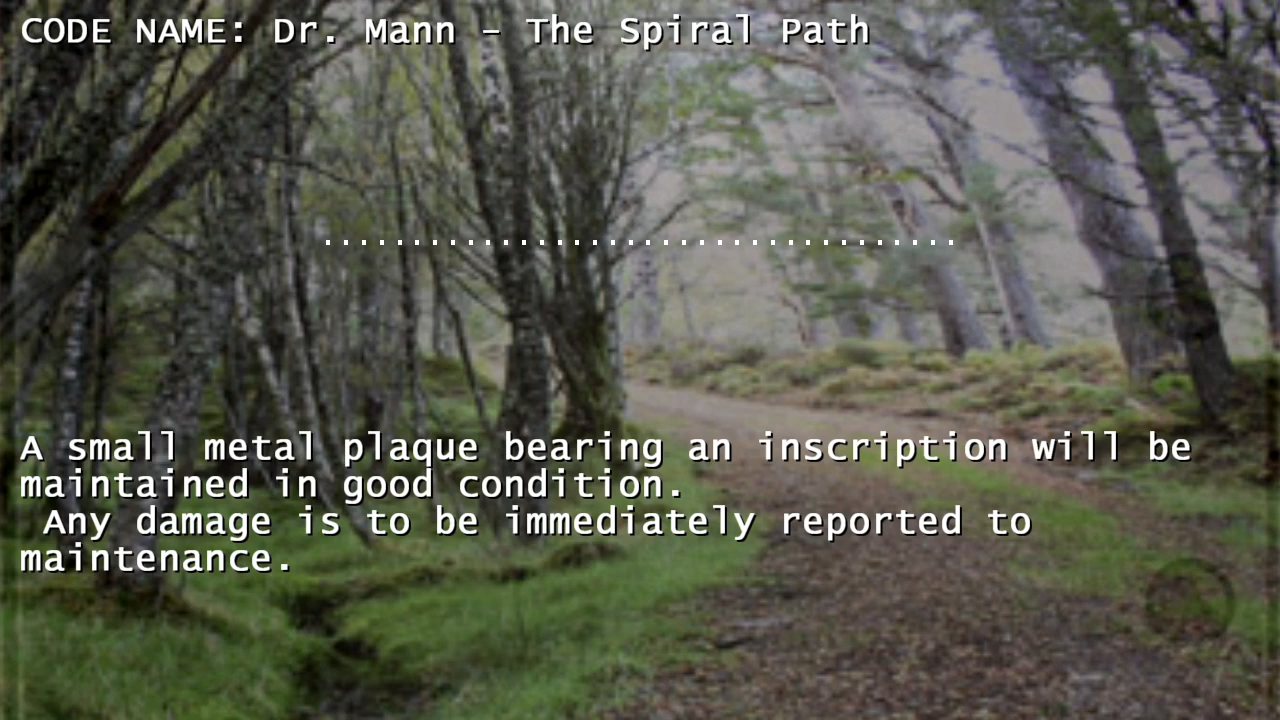 CODE NAME: Dr. Mann - The Spiral Path
....................................
A small metal plaque bearing an inscription will be
maintained in good condition.
Any damage is to be immediately reported to
maintenance.